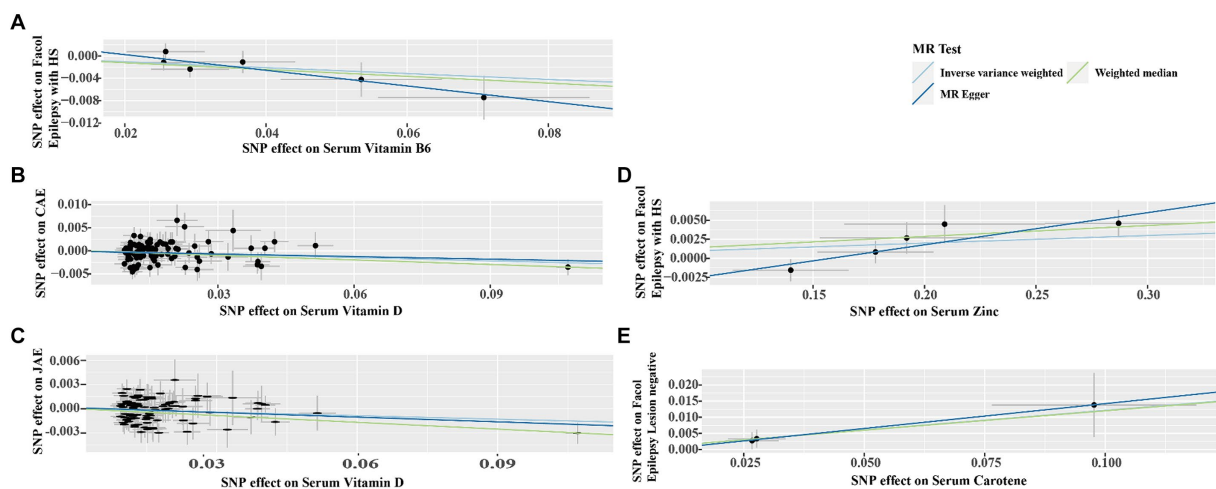 A
SNP effect on Facol
Epilepsy with HS
0.000
−0.004
−0.008
−0.012
0.02
0.04
0.06
0.08
SNP effect on Serum Vitamin B6
MR Test
Inverse variance weighted
Weighted median
MR Egger
B
SNP effect on CAE
0.010
0.005
0.000
−0.005
0.03
0.06
0.09
SNP effect on Serum Vitamin D
C
SNP effect on JAE
0.006
0.003
0.000
−0.003
0.03
0.06
0.09
SNP effect on Serum Vitamin D
D
SNP effect on Facol
Epilepsy with HS
0.0050
0.0025
0.0000
−0.0025
0.15
0.20
0.25
0.30
SNP effect on Serum Zinc
E
SNP effect on Facol
Epilepsy Lesion negative
0.020
0.015
0.010
0.005
0.000
0.025
0.050
0.075
0.100
SNP effect on Serum Carotene